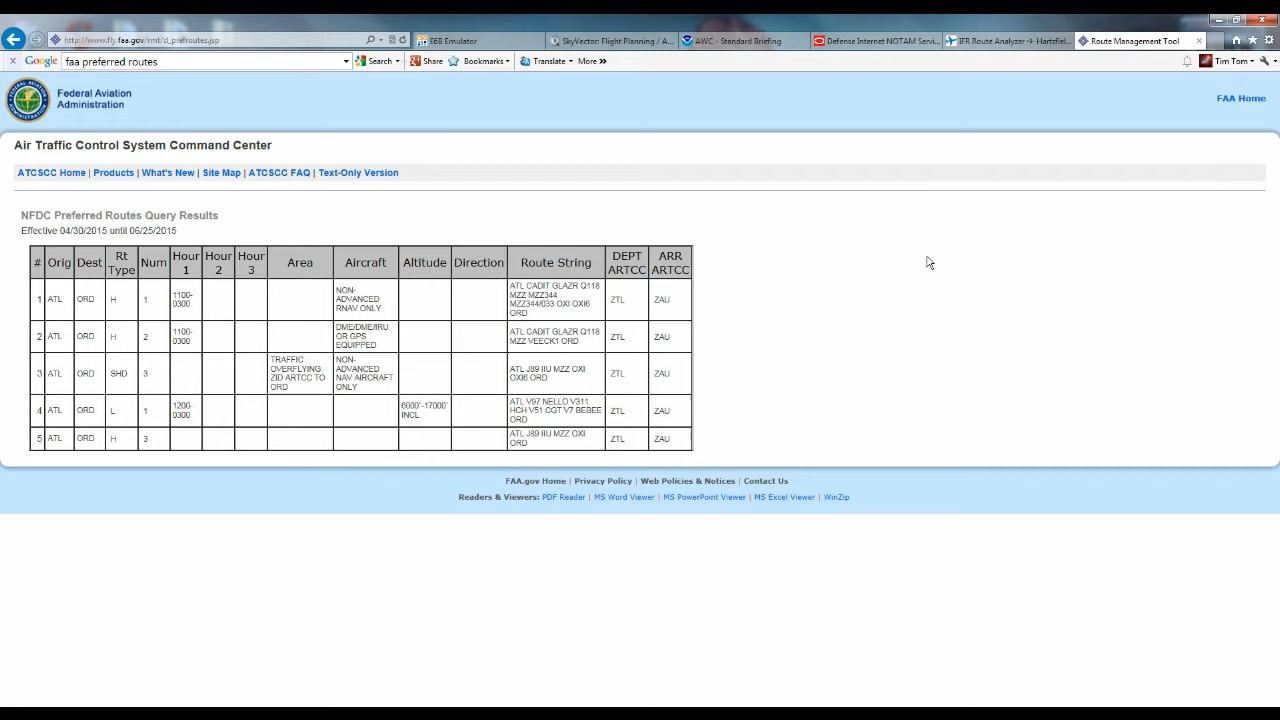 http://www.fly.faa.gov/rmt/d_prefroutes.jsp
E6B Emulator
SkyVector: Flight Planning / A...
AWC - Standard Briefing
Defense Internet NOTAM Servi...
IFR Route Analyzer ✈ Hartsfiel...
Route Management Tool
Google
faa preferred routes
Search
Share
Bookmarks
Translate
More »
Tim Tom
Federal Aviation
Administration
FAA Home
Air Traffic Control System Command Center
ATCSCC Home | Products | What's New | Site Map | ATCSCC FAQ | Text-Only Version
NFDC Preferred Routes Query Results
Effective 04/30/2015 until 06/25/2015
# Orig Dest Rt Type Num Hour 1 Hour 2 Hour 3 Area Aircraft Altitude Direction Route String DEPT ARTCC ARR ARTCC
1 ATL ORD H 1 1100-0300 NON-ADVANCED RNAV ONLY ATL CADIT GLAZR Q118 MZZ MZZ344 MZZ344/033 OXI OXI6 ORD ZTL ZAU
2 ATL ORD H 2 1100-0300 DME/DME/IRU OR GPS EQUIPPED ATL CADIT GLAZR Q118 MZZ VEECK1 ORD ZTL ZAU
3 ATL ORD SHD 3 TRAFFIC OVERFLYING ZID ARTCC TO ORD NON-ADVANCED NAV AIRCRAFT ONLY ATL J89 IIU MZZ OXI OXI6 ORD ZTL ZAU
4 ATL ORD L 1 1200-0300 6000'-17000' INCL ATL V97 NELLO V311 HCH V51 CGT V7 BEBEE ORD ZTL ZAU
5 ATL ORD H 3 ATL J89 IIU MZZ OXI ORD ZTL ZAU
FAA.gov Home | Privacy Policy | Web Policies & Notices | Contact Us
Readers & Viewers: PDF Reader | MS Word Viewer | MS PowerPoint Viewer | MS Excel Viewer | WinZip